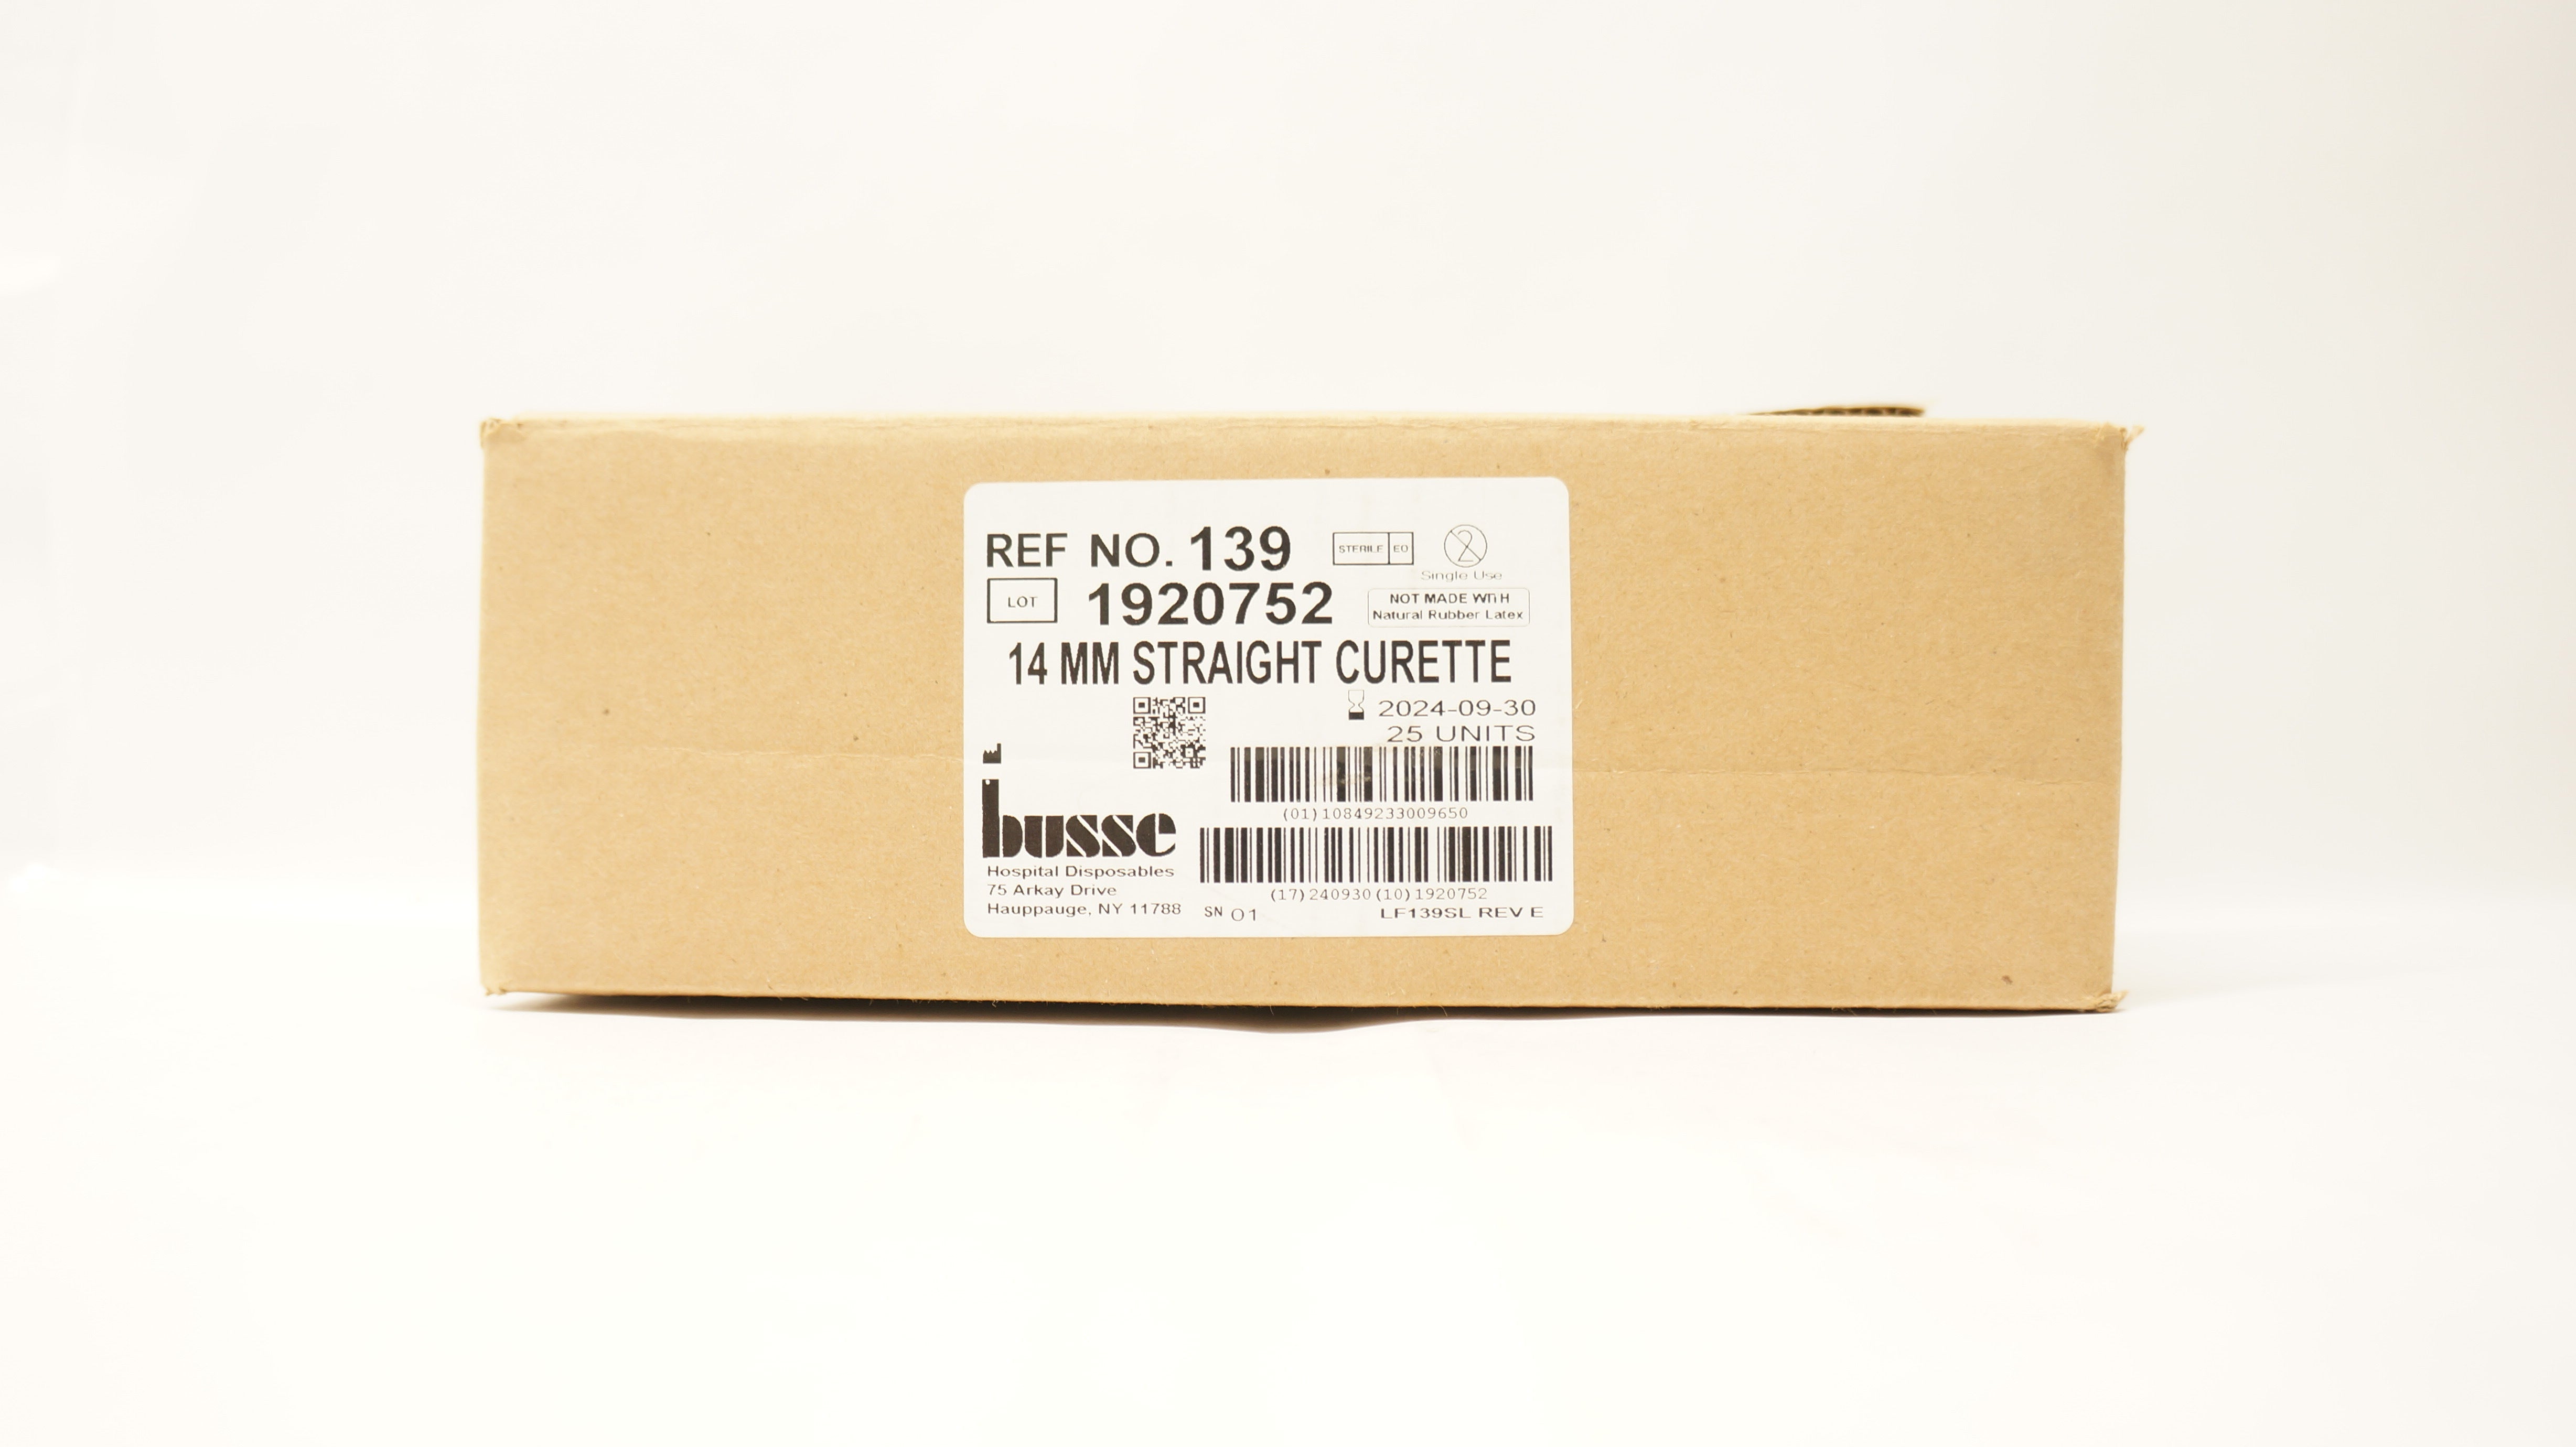 REF NO. 139
STERILE EO
2
Single Use
LOT 1920752
NOT MADE WITH
Natural Rubber Latex
14 MM STRAIGHT CURETTE
2024-09-30
25 UNITS
(01)10849233009650
busse
Hospital Disposables
75 Arkay Drive
Hauppauge, NY 11788
(17)240930(10)1920752
SN 01
LF139SL REV E